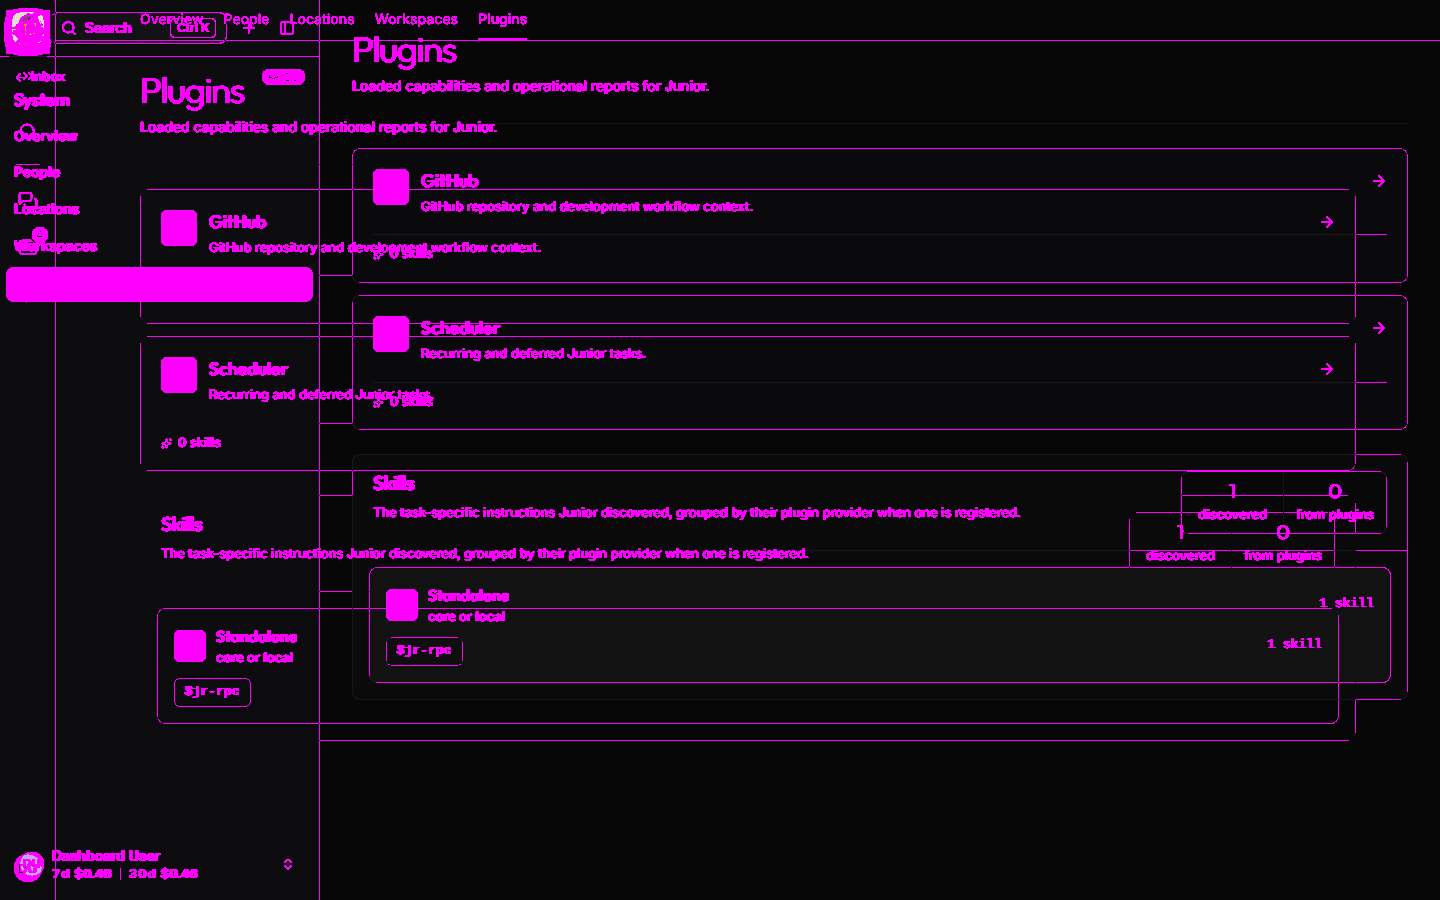 Overview People Locations Workspaces Plugins
Search Ctrl K
Plugins
Loaded capabilities and operational reports for Junior.
Inbox
System
Plugins
Loaded capabilities and operational reports for Junior.
Overview
People
Locations
Workspaces
GitHub
GitHub repository and development workflow context.
0 skills
GitHub
GitHub repository and development workflow context.
Scheduler
Recurring and deferred Junior tasks.
0 skills
Scheduler
Recurring and deferred Junior tasks.
0 skills
Skills
The task-specific instructions Junior discovered, grouped by their plugin provider when one is registered.
1 discovered
0 from plugins
Skills
The task-specific instructions Junior discovered, grouped by their plugin provider when one is registered.
1 discovered
0 from plugins
Standalone
core or local
1 skill
$jr-rpc
Standalone
core or local
1 skill
$jr-rpc
Dashboard User
7d $0.46 | 30d $0.46